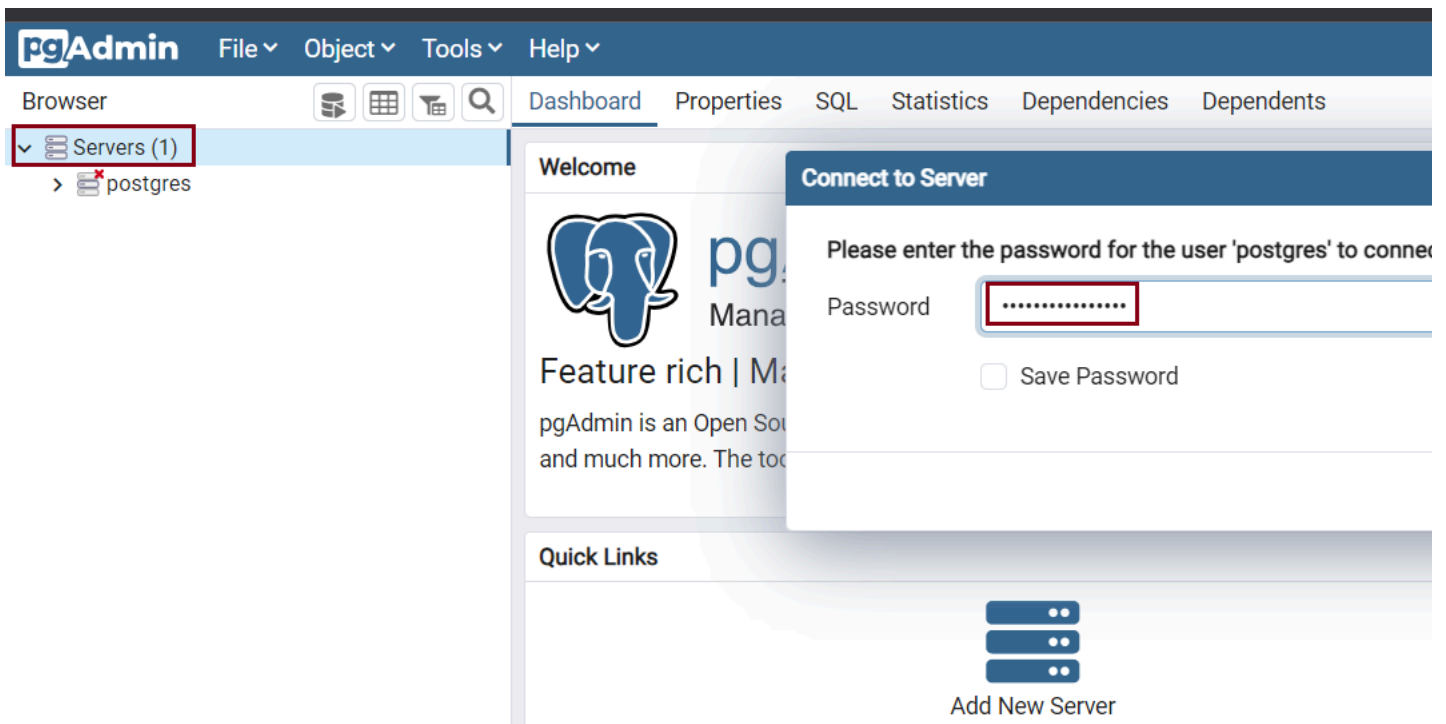 pgAdmin File Object Tools Help
Browser
Dashboard Properties SQL Statistics Dependencies Dependents
Servers (1)
postgres
Welcome
pg
Mana
Feature rich | Ma
pgAdmin is an Open Sou
and much more. The too
Connect to Server
Please enter the password for the user 'postgres' to connec
Password ••••••••••••••••
Save Password
Quick Links
Add New Server